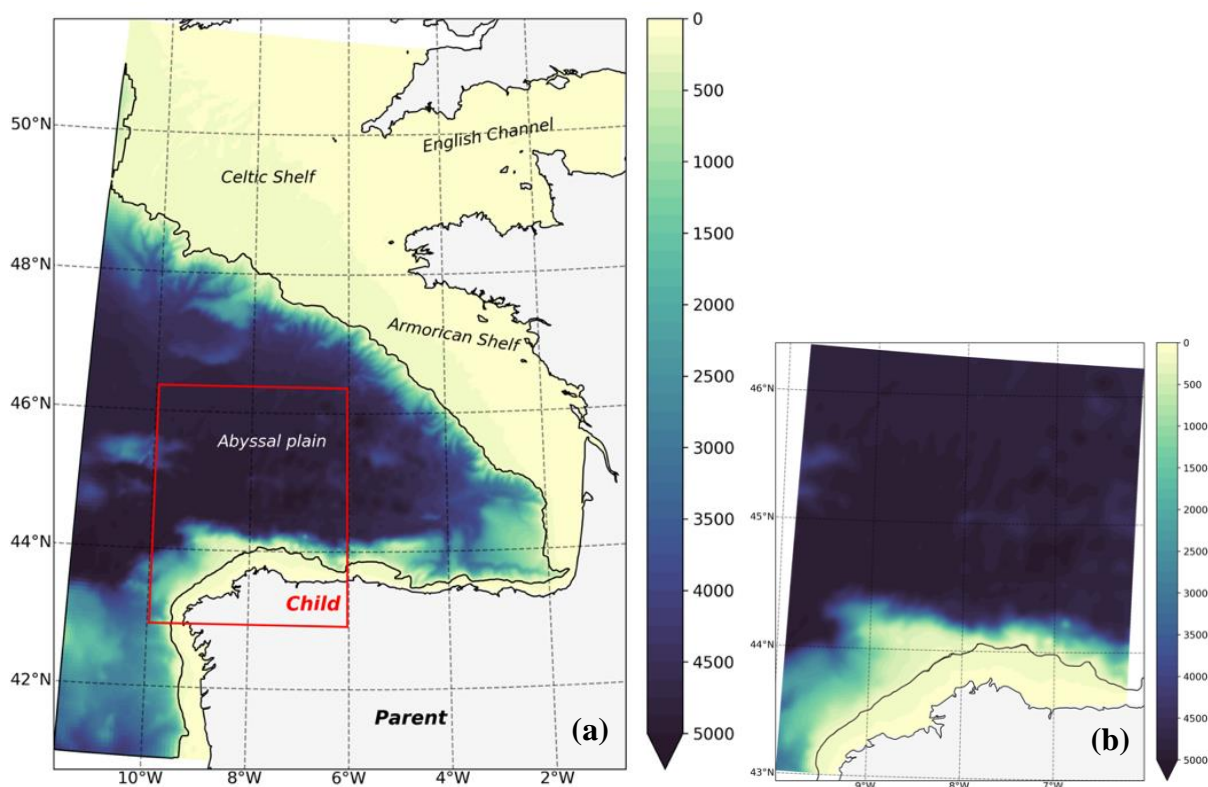 0
500
1000
1500
2000
2500
3000
3500
4000
4500
5000
50°N
48°N
46°N
44°N
42°N
10°W
8°W
6°W
4°W
2°W
English Channel
Celtic Shelf
Armorican Shelf
Abyssal plain
Child
Parent
(a)
46°N
45°N
44°N
43°N
9°W
8°W
7°W
(b)
0
500
1000
1500
2000
2500
3000
3500
4000
4500
5000